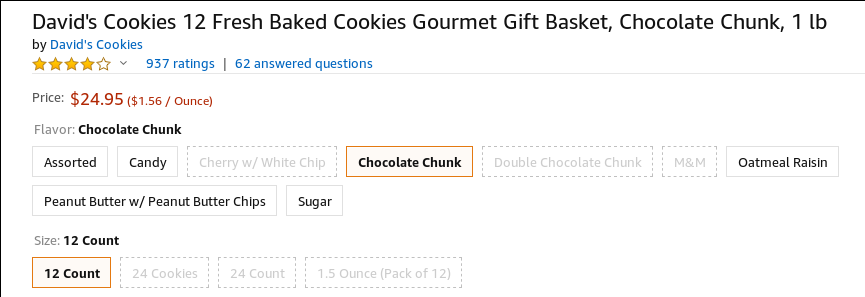 David's Cookies 12 Fresh Baked Cookies Gourmet Gift Basket, Chocolate Chunk, 1 lb
by David's Cookies
937 ratings | 62 answered questions
Price: $24.95 ($1.56 / Ounce)
Flavor: Chocolate Chunk
Assorted Candy Cherry w/ White Chip Chocolate Chunk Double Chocolate Chunk M&M Oatmeal Raisin
Peanut Butter w/ Peanut Butter Chips Sugar
Size: 12 Count
12 Count 24 Cookies 24 Count 1.5 Ounce (Pack of 12)